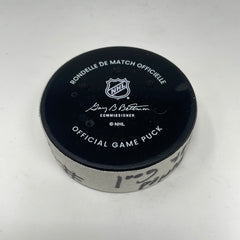 RONDELLE DE MATCH OFFICIELLE
NHL
Gary B. Bettman
COMMISSIONER
© NHL
OFFICIAL GAME PUCK